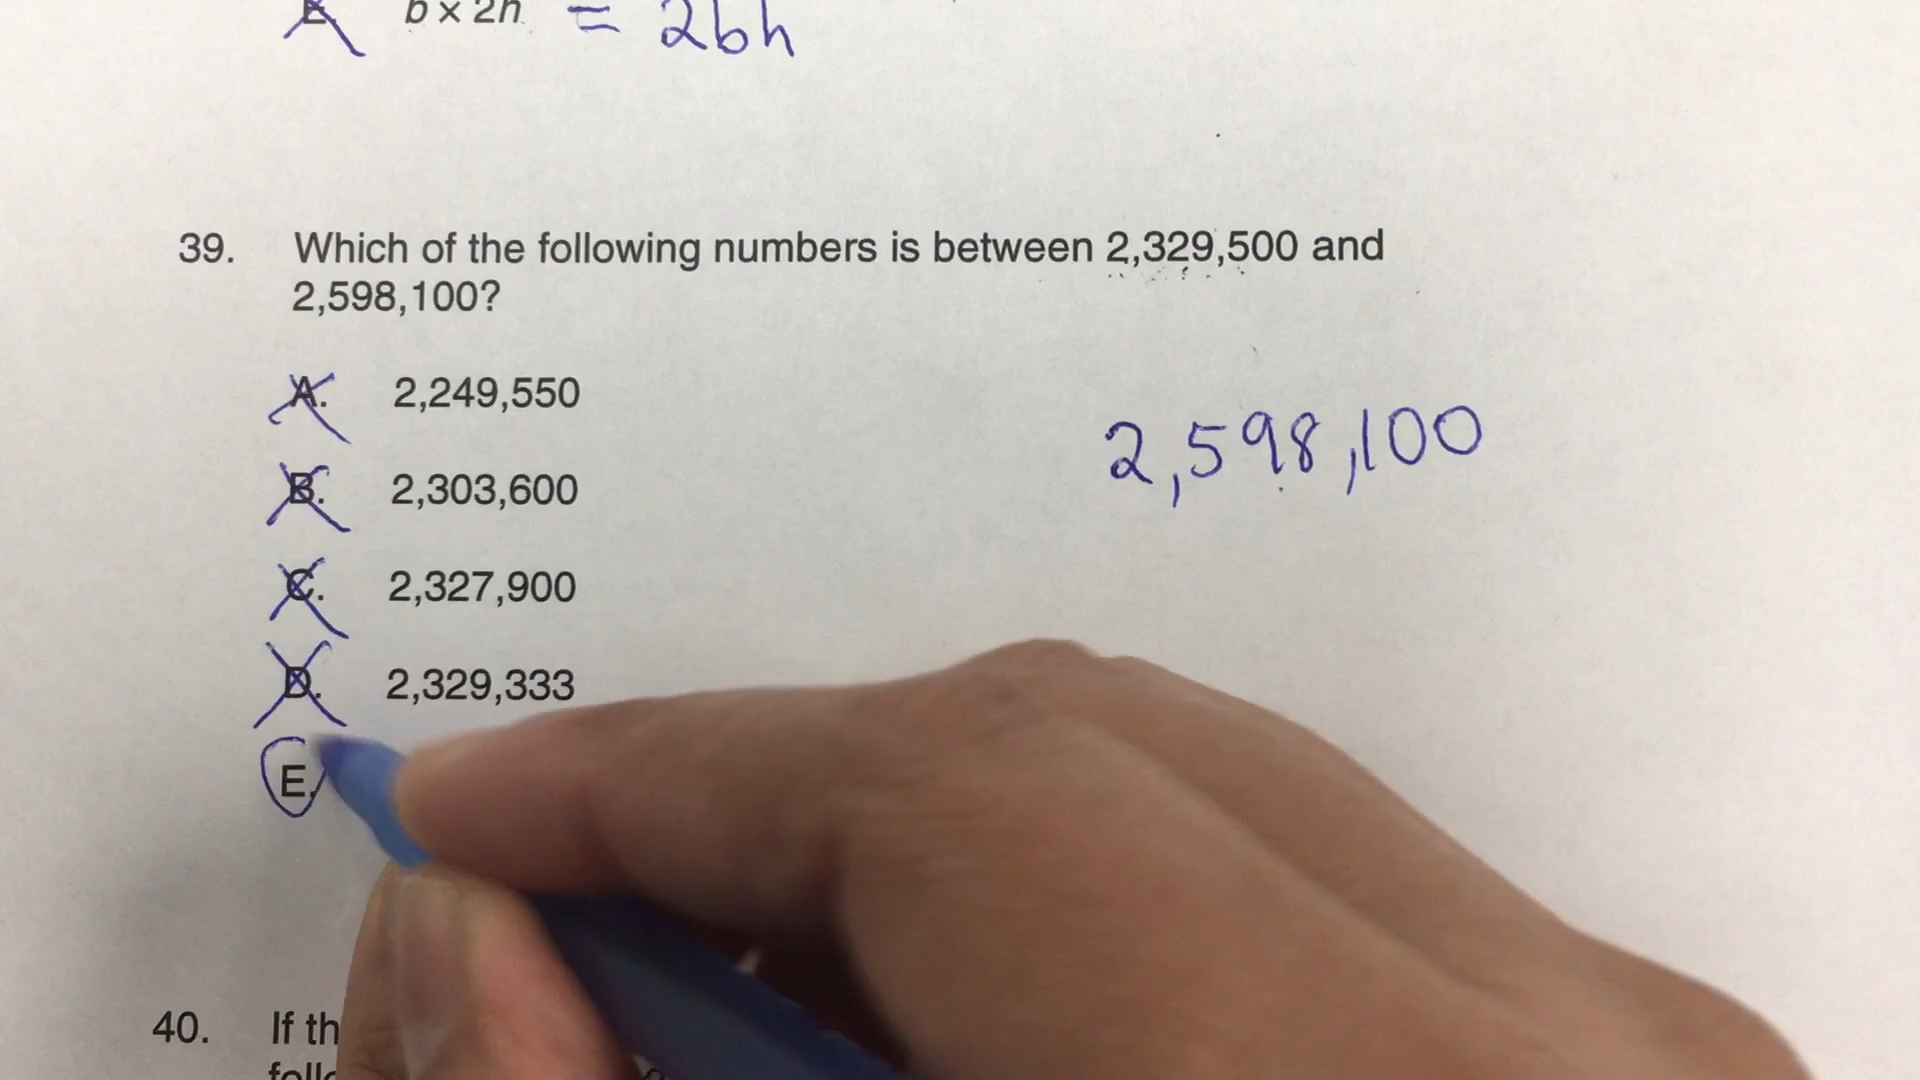 E. b × 2h = 2bh
39. Which of the following numbers is between 2,329,500 and
2,598,100?
A. 2,249,550
2,598,100
B. 2,303,600
C. 2,327,900
D. 2,329,333
E.
40. If th